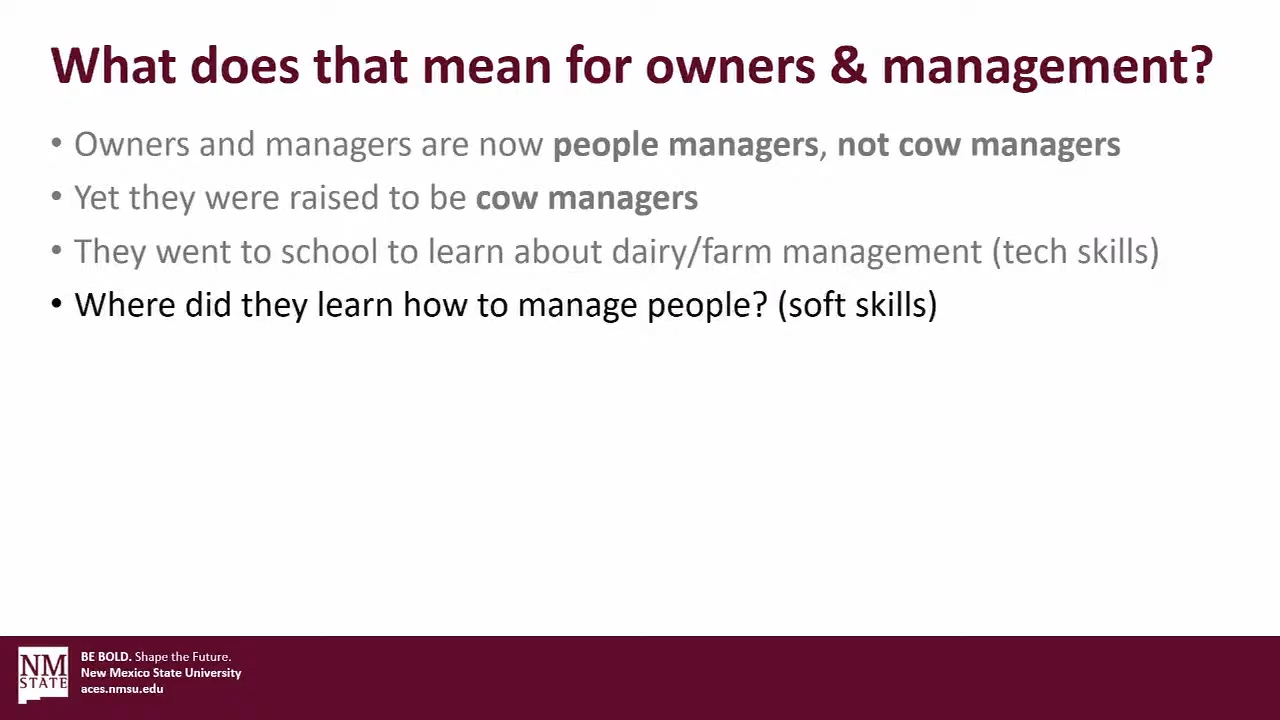 What does that mean for owners & management?
• Owners and managers are now people managers, not cow managers
• Yet they were raised to be cow managers
• They went to school to learn about dairy/farm management (tech skills)
• Where did they learn how to manage people? (soft skills)
NM
STATE
BE BOLD. Shape the Future.
New Mexico State University
aces.nmsu.edu